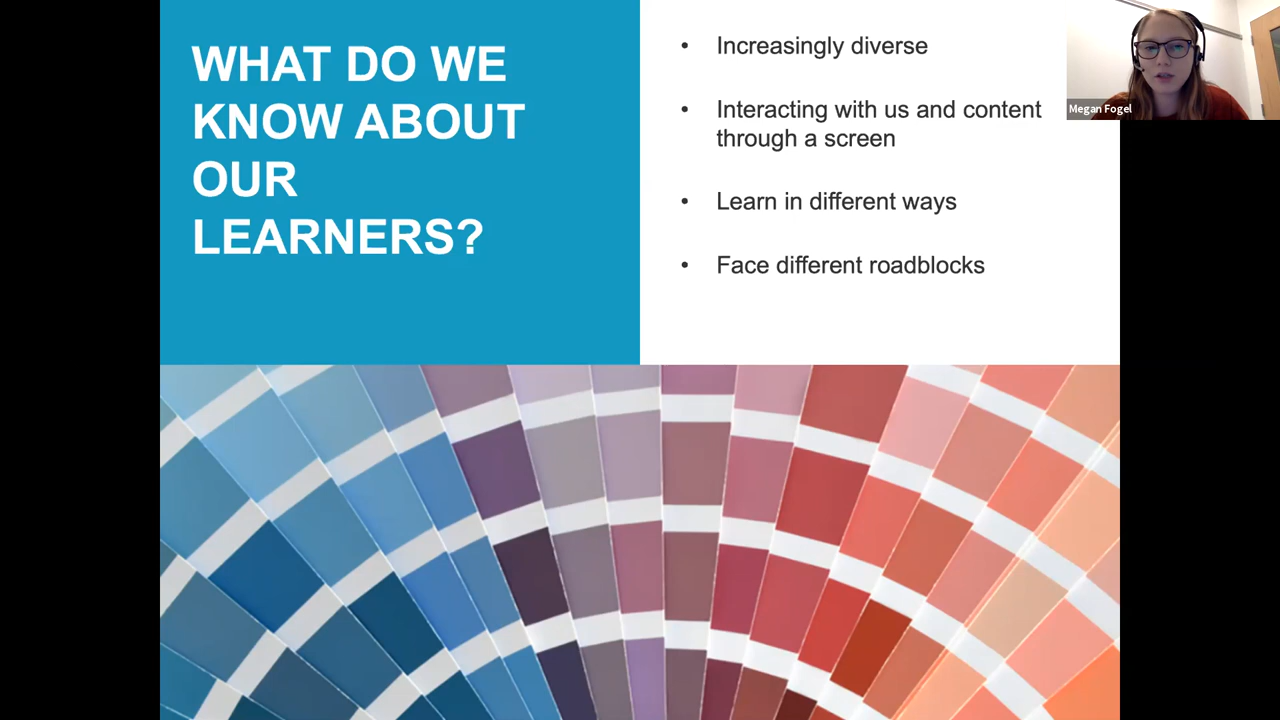 WHAT DO WE
KNOW ABOUT
OUR
LEARNERS?
• Increasingly diverse
• Interacting with us and content
through a screen
• Learn in different ways
• Face different roadblocks
Megan Fogel